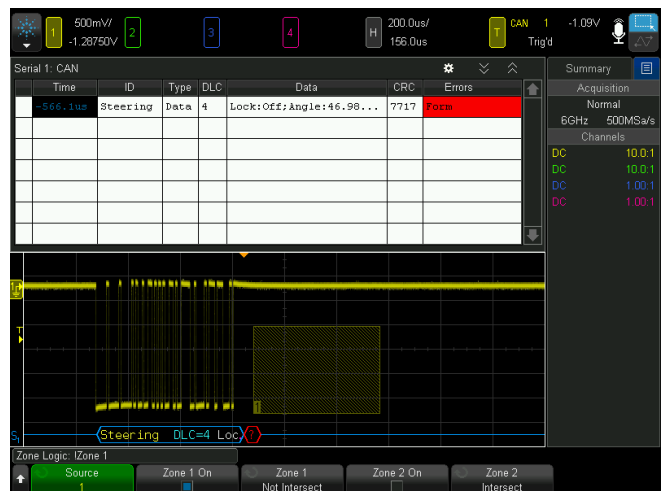 1 500mV/ 2 3 4 H 200.0us/ T CAN 1 -1.09V
-1.28750V 156.0us Trig'd
Serial 1: CAN
Time ID Type DLC Data CRC Errors
-566.1us Steering Data 4 Lock:Off;Angle:46.98... 7717 Form
Summary
Acquisition
Normal
6GHz 500MSa/s
Channels
DC 10.0:1
DC 10.0:1
DC 1.00:1
DC 1.00:1
T
1
S1 Steering DLC=4 Loc ?
Zone Logic: !Zone 1
Source Zone 1 On Zone 1 Zone 2 On Zone 2
1 Not Intersect Intersect